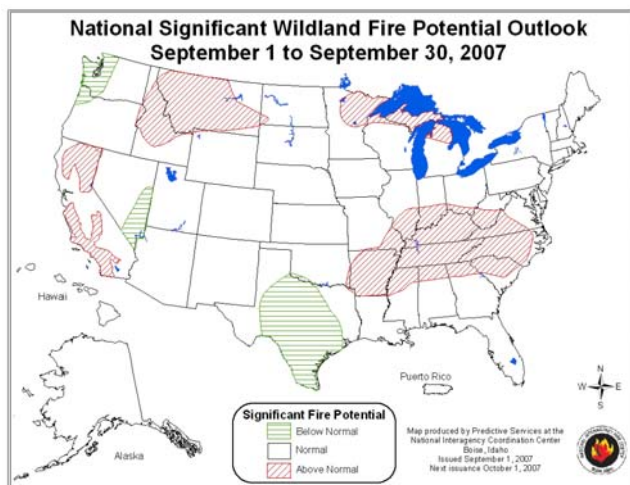 National Significant Wildland Fire Potential Outlook
September 1 to September 30, 2007
Hawaii
Alaska
Puerto Rico
N
W E
S
Significant Fire Potential
Below Normal
Normal
Above Normal
Map produced by Predictive Services at the
National Interagency Coordination Center
Boise, Idaho
Issued September 1, 2007
Next issuance October 1, 2007